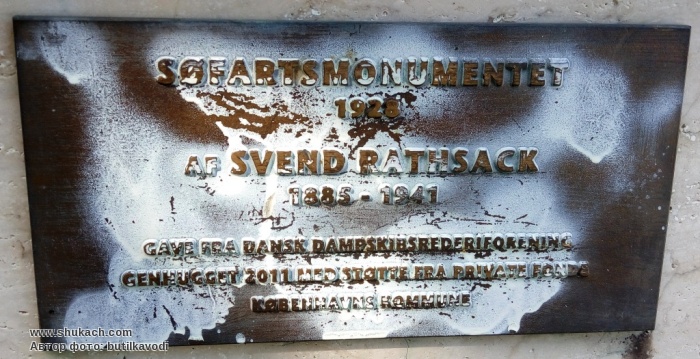 SØFARTSMONUMENTET
1928
AF SVEND RATHSACK
1885 - 1941
GAVE FRA DANSK DAMPSKIBSREDERIFORENING
GENHUGGET 2011 MED STØTTE FRA PRIVATE FONDE
KØBENHAVNS KOMMUNE
www.shukach.com
Автор фото: butilkavodi